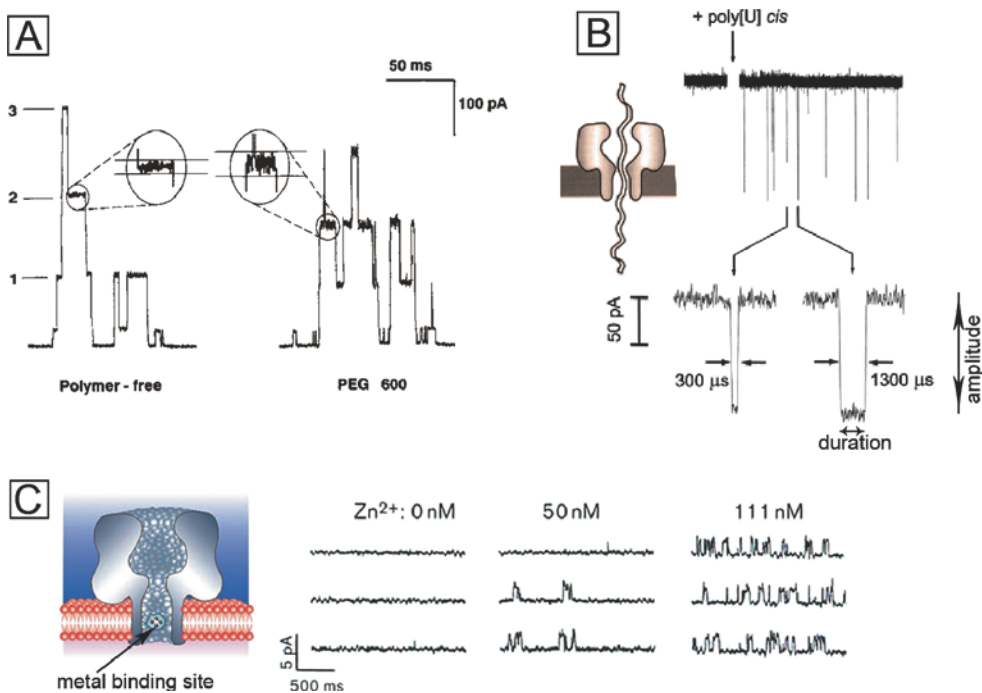 A
50 ms
100 pA
3
2
1
Polymer - free
PEG 600
B
+ poly[U] cis
50 pA
300 µs
1300 µs
amplitude
duration
C
Zn2+: 0 nM
50 nM
111 nM
metal binding site
5 pA
500 ms